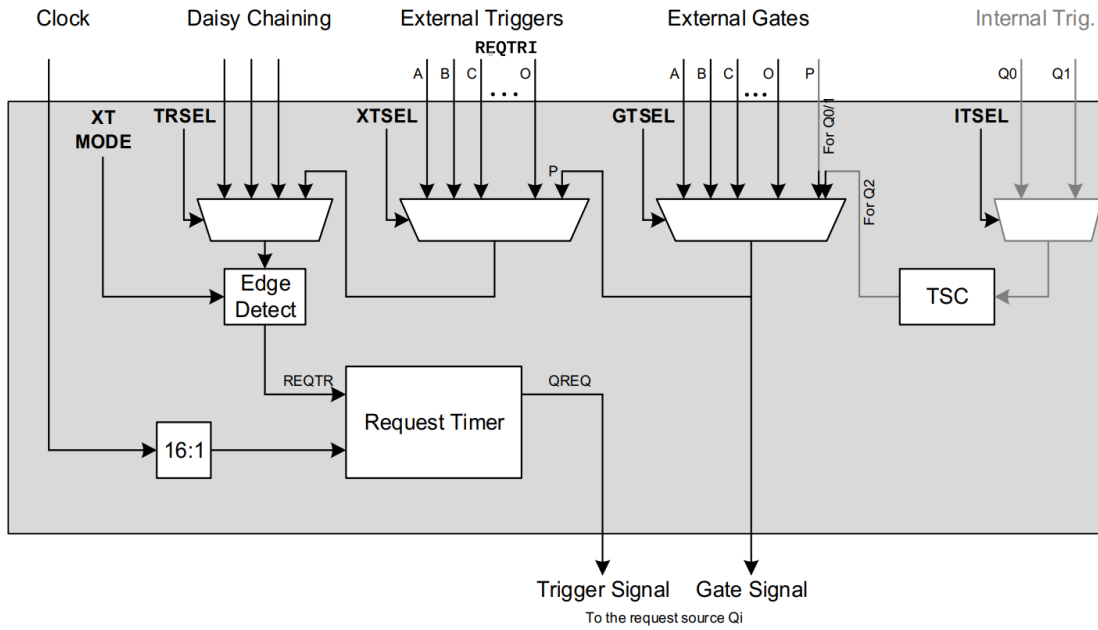 Clock
Daisy Chaining
External Triggers
External Gates
Internal Trig.
REQTRI
A
B
C
...
O
A
B
C
...
O
P
Q0
Q1
XT
MODE
TRSEL
XTSEL
GTSEL
ITSEL
For Q0/1
P
For Q2
Edge
Detect
TSC
REQTR
QREQ
Request Timer
16:1
Trigger Signal
Gate Signal
To the request source Qi